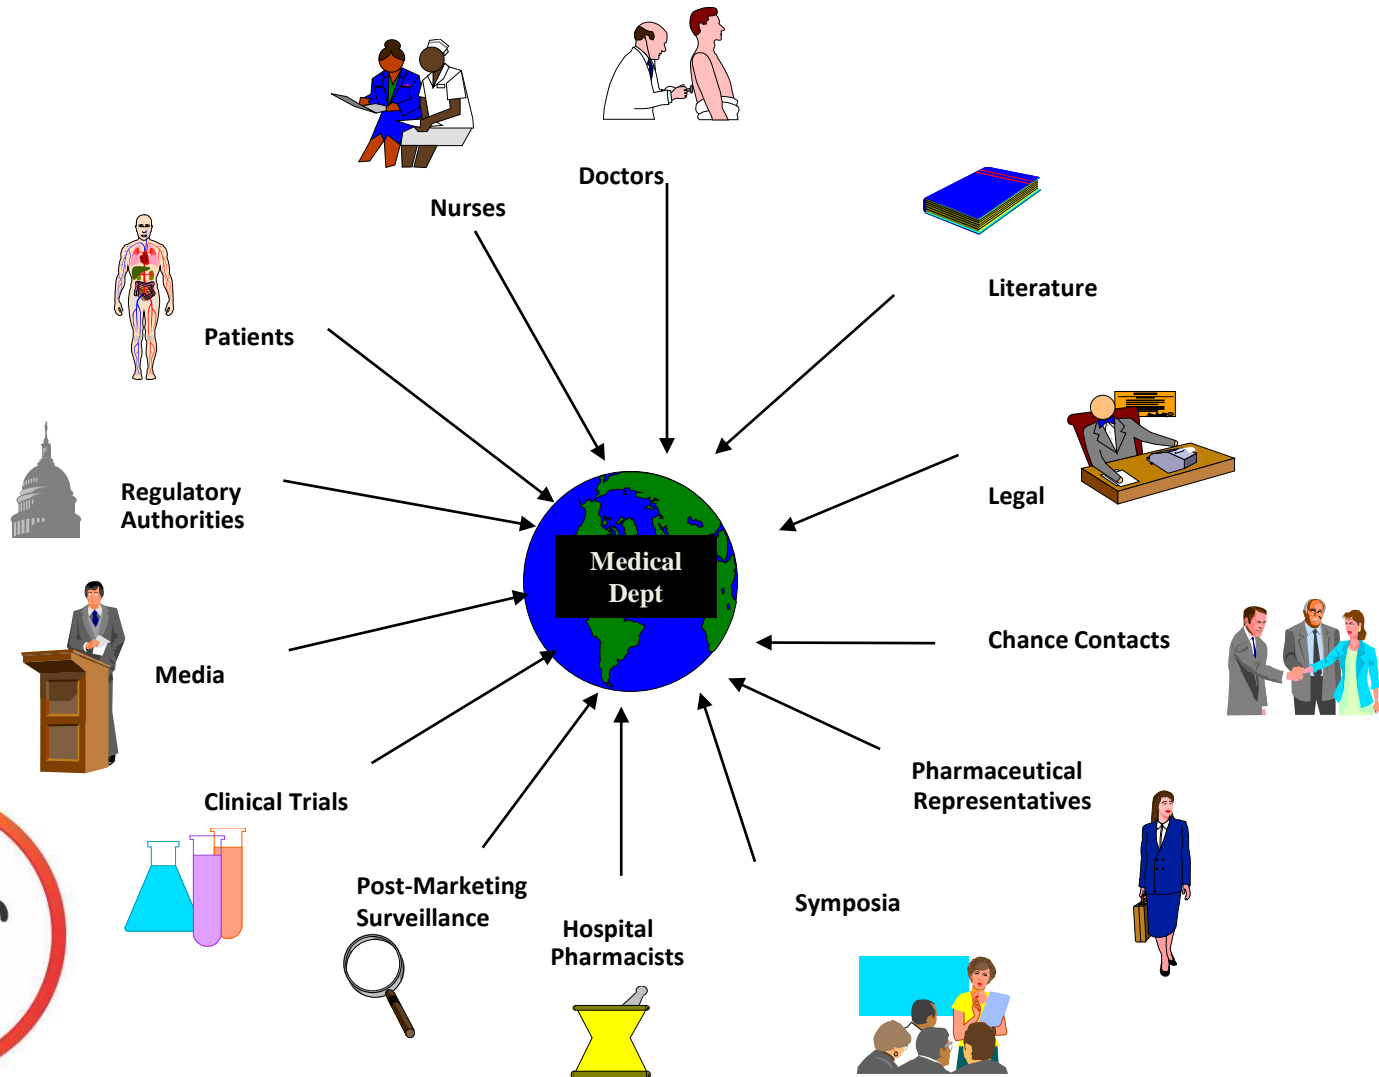 Doctors
Nurses
Literature
Patients
Regulatory
Authorities
Legal
Medical
Dept
Chance Contacts
Media
Pharmaceutical
Representatives
Clinical Trials
Post-Marketing
Surveillance
Symposia
Hospital
Pharmacists